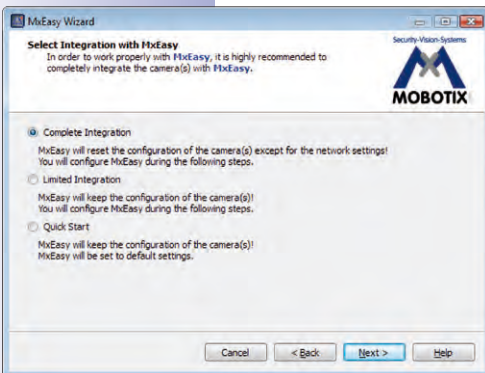 MxEasy Wizard
Select Integration with MxEasy
In order to work properly with MxEasy, it is highly recommended to
completely integrate the camera(s) with MxEasy.
Security-Vision-Systems
MOBOTIX
Complete Integration
MxEasy will reset the configuration of the camera(s) except for the network settings!
You will configure MxEasy during the following steps.
Limited Integration
MxEasy will keep the configuration of the camera(s)!
You will configure MxEasy during the following steps.
Quick Start
MxEasy will keep the configuration of the camera(s)!
MxEasy will be set to default settings.
Cancel
< Back
Next >
Help